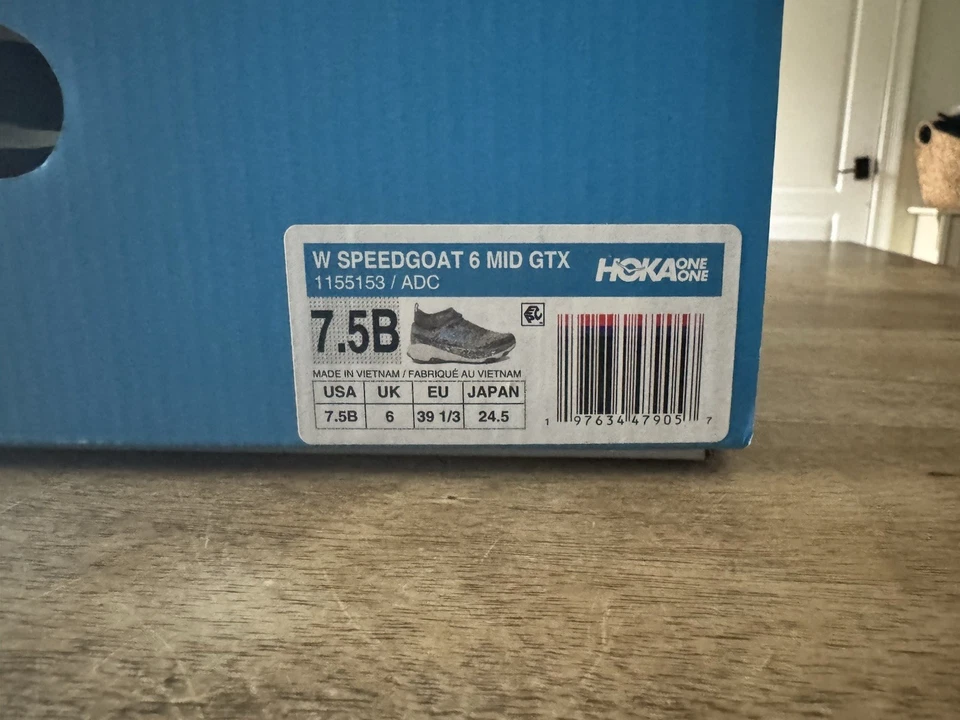 W SPEEDGOAT 6 MID GTX
1155153 / ADC
HOKA ONE ONE
7.5B
MADE IN VIETNAM / FABRIQUÉ AU VIETNAM
USA UK EU JAPAN
7.5B 6 39 1/3 24.5
1 97634 47905 7